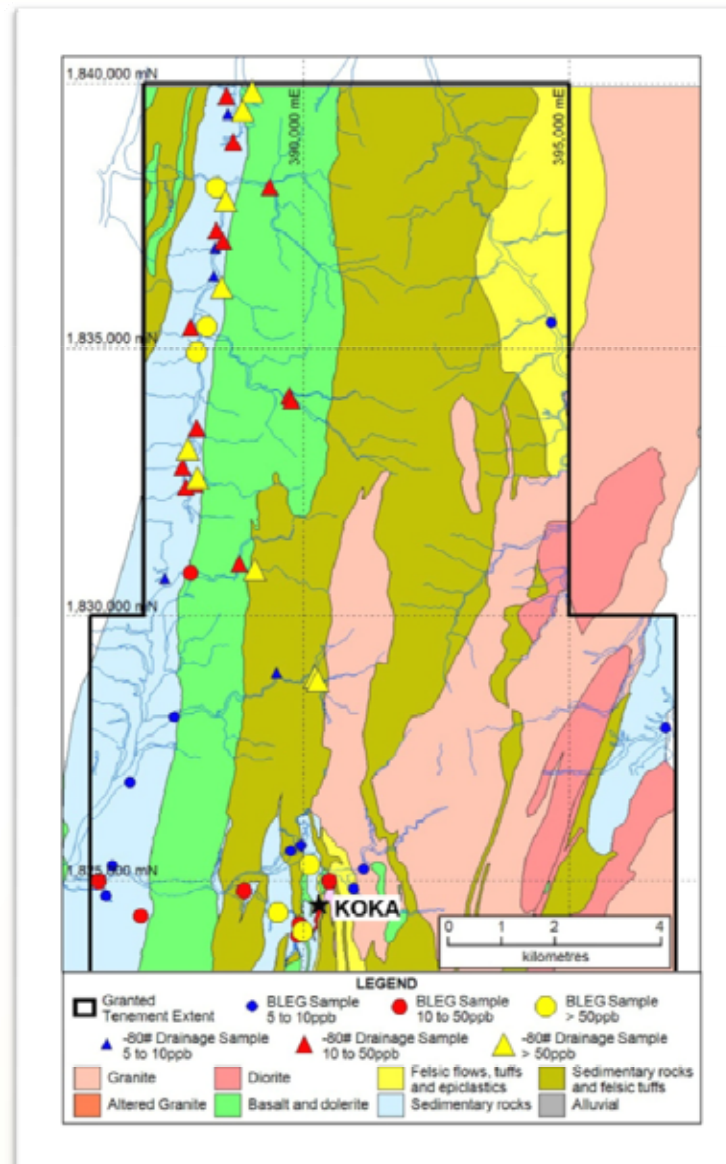 1,840,000 mN
390,000 mE
395,000 mE
1,835,000 mN
1,830,000 mN
1,825,000 mN
KOKA
0 2 4
kilometres
LEGEND
Granted Tenement Extent
BLEG Sample 5 to 10ppb
BLEG Sample 10 to 50ppb
BLEG Sample > 50ppb
-80# Drainage Sample 5 to 10ppb
-80# Drainage Sample 10 to 50ppb
-80# Drainage Sample > 50ppb
Granite
Diorite
Felsic flows, tuffs and epiclastics
Sedimentary rocks and felsic tuffs
Altered Granite
Basalt and dolerite
Sedimentary rocks
Alluvial